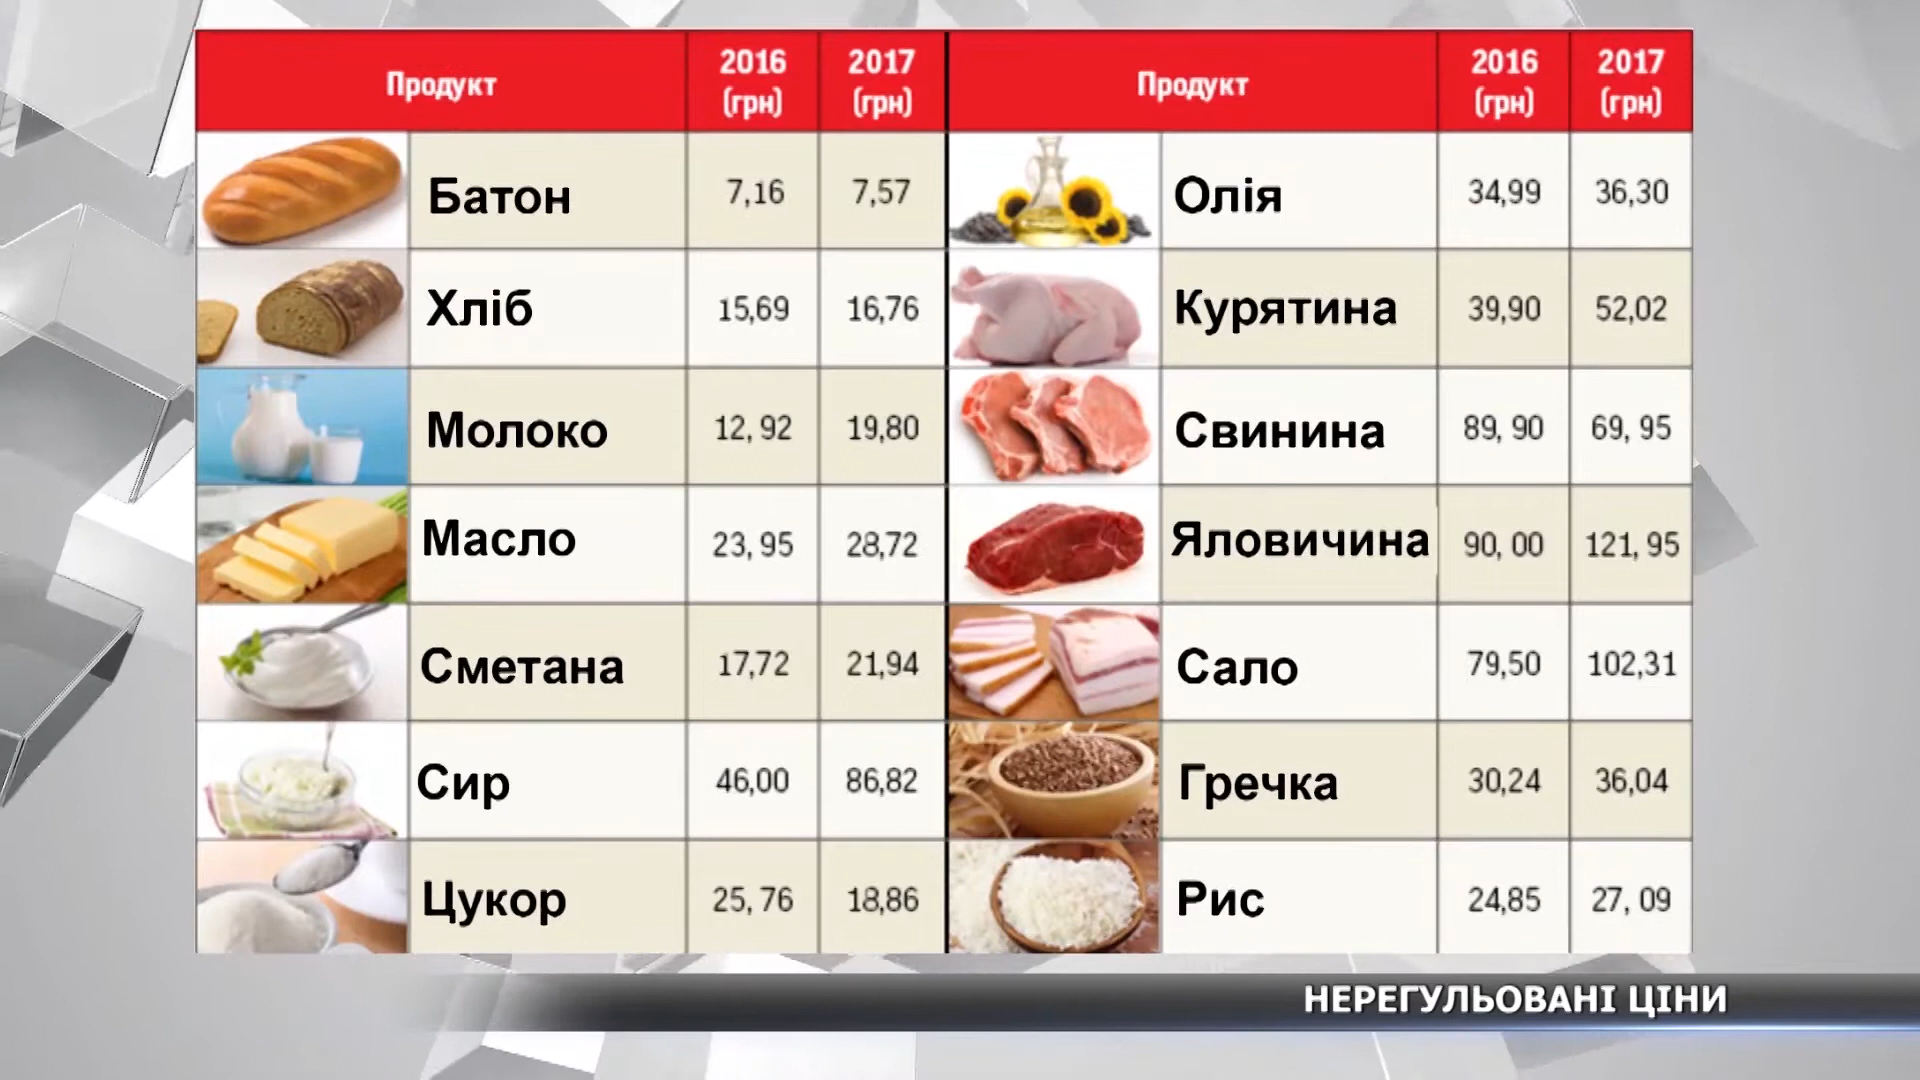 Продукт 2016 (грн) 2017 (грн) Продукт 2016 (грн) 2017 (грн)
Батон 7,16 7,57 Олія 34,99 36,30
Хліб 15,69 16,76 Курятина 39,90 52,02
Молоко 12, 92 19,80 Свинина 89, 90 69, 95
Масло 23, 95 28,72 Яловичина 90, 00 121, 95
Сметана 17,72 21,94 Сало 79,50 102,31
Сир 46,00 86,82 Гречка 30,24 36,04
Цукор 25, 76 18,86 Рис 24,85 27, 09
НЕРЕГУЛЬОВАНІ ЦІНИ